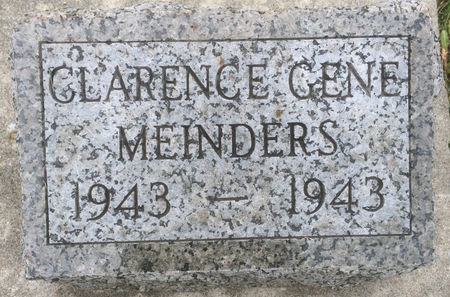 CLARENCE GENE
MEINDERS
1943 — 1943